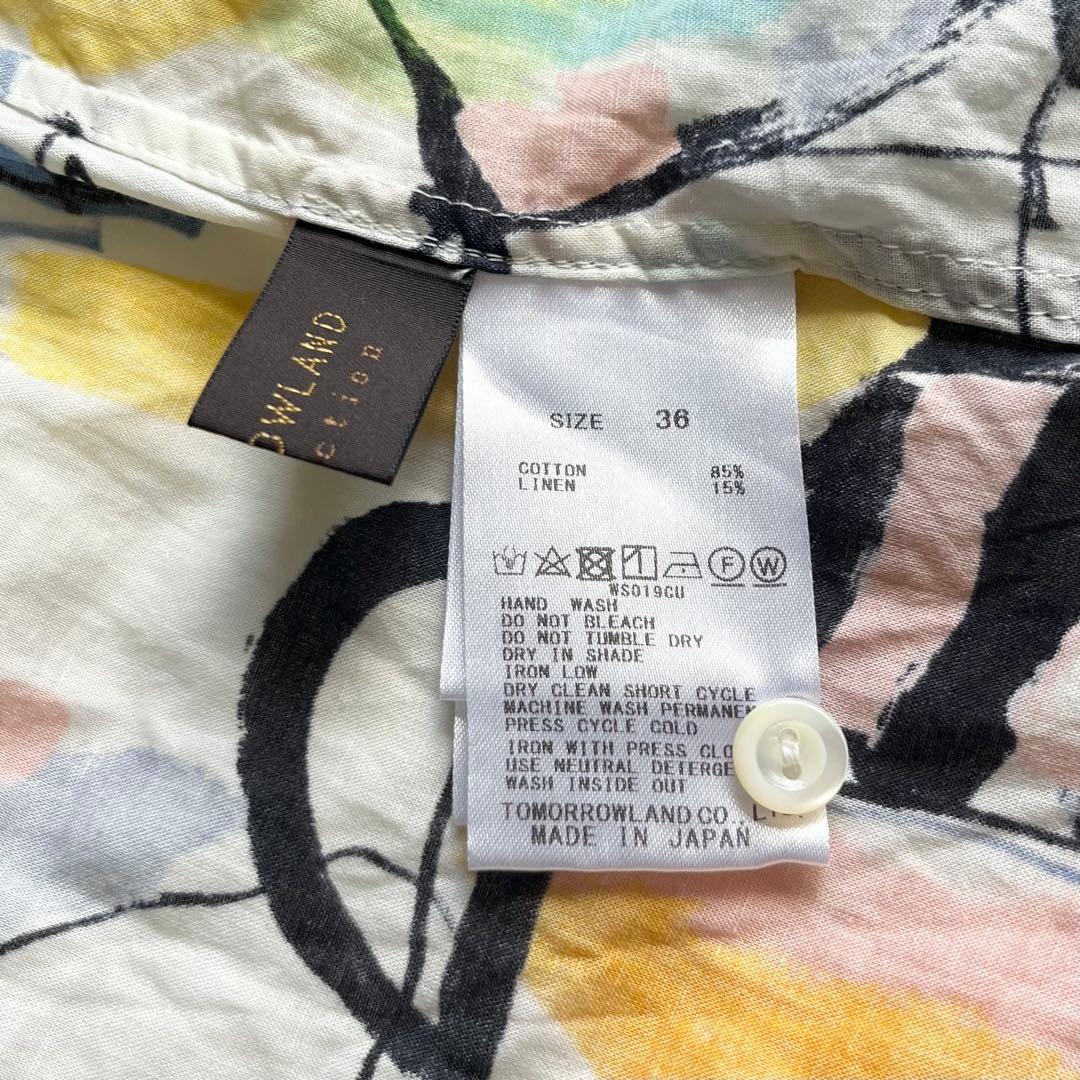 OWLAND
ction
SIZE 36
COTTON 85%
LINEN 15%
F W
WS019CU
HAND WASH
DO NOT BLEACH
DO NOT TUMBLE DRY
DRY IN SHADE
IRON LOW
DRY CLEAN SHORT CYCLE
MACHINE WASH PERMANEN
PRESS CYCLE COLD
IRON WITH PRESS CLO
USE NEUTRAL DETERGE
WASH INSIDE OUT
TOMORROWLAND CO.,LTD.
MADE IN JAPAN